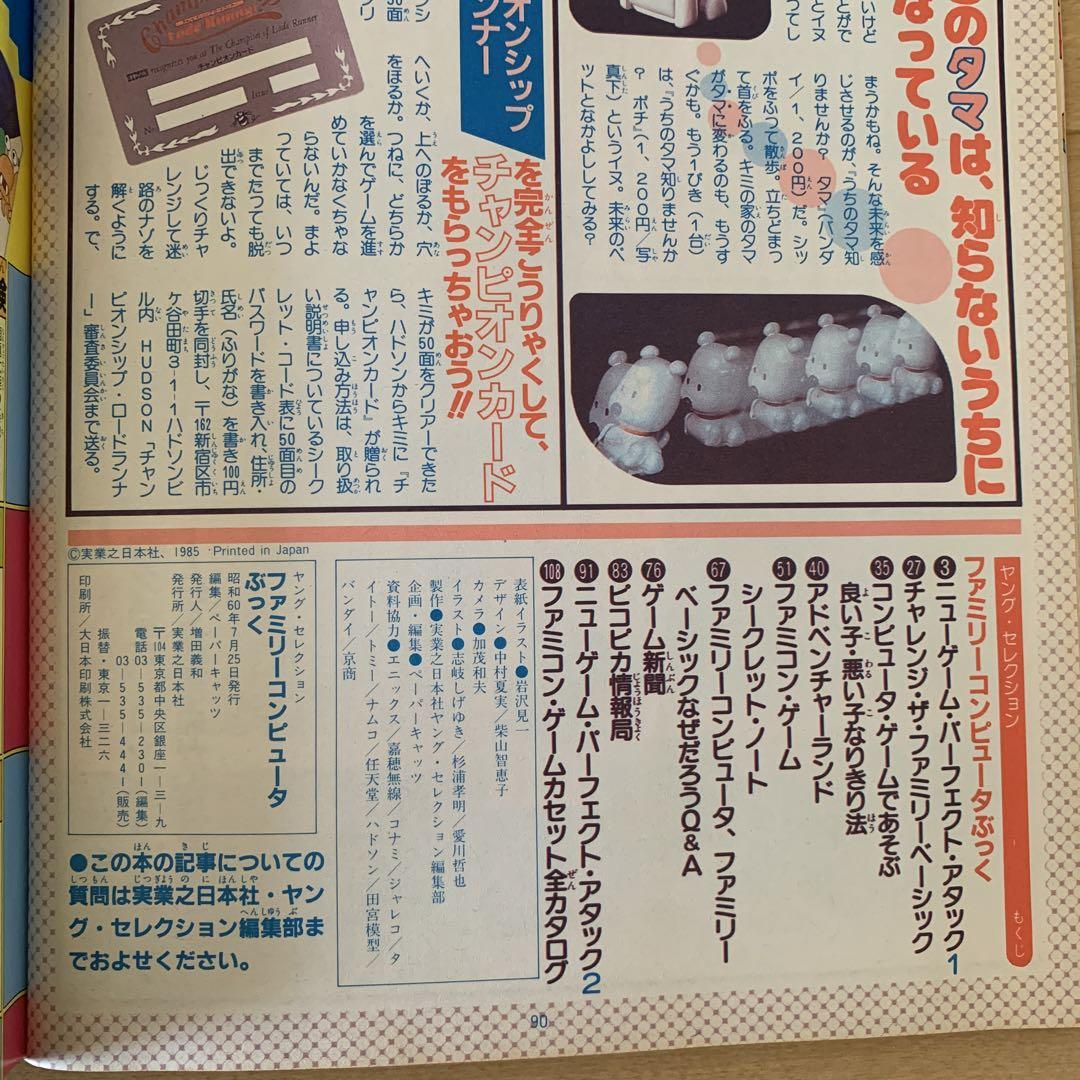 のタマは、知らないうちに
なっている
いけど
とがで
とイヌ
ってし
まうかもね。そんな未来を感
じさせるのが、『うちのタマ知
りませんか？ タマ』（バンダ
イ／1、200円）だ。シッ
ポをふって散歩。立ちどまっ
て首をふる。キミの家のタマ
がタマに変わるのも、もうす
ぐかも。もう1ぴき（1台）
は、『うちのタマ知りませんか
？ ポチ』（1、200円／写
真下）というイヌ。未来のペ
ットとなかよしてみる？
オンシップ
ナー
を完全こうりゃくして、
チャンピオンカード
をもらっちゃおう!!
Lode Runner
recognizes you as The Champion of Lode Runner
チャンピオンカード
Issue
No.
へいくか、上へのぼるか、穴
をほるか。つねに、どちらか
を選んでゲームを進
めていかなくちゃな
らないんだ。まよ
つっていては、いつ
までたっても脱
出できないよ。
じっくりチャ
レンジして迷
路のナゾを
解くように
する。で、
キミが50面をクリアーできた
ら、ハドソンからキミに『チ
ャンピオンカード』が贈られ
る。申し込み方法は、取り扱
い説明書についているシーク
レット・コード表に50面目の
パスワードを書き入れ、住所・
氏名（ふりがな）を書き100円
切手を同封し、〒162新宿区市
ケ谷田町3-1-1ハドソンビ
ル内 HUDSON「チャン
ピオンシップ・ロードランナ
ー」審査委員会まで送る。
ヤング・セレクション もくじ
ファミリーコンピュータぶっく
3 ニューゲーム・パーフェクト・アタック1
27 チャレンジ・ザ・ファミリーベーシック
35 コンピュータ・ゲームであそぶ
良い子・悪い子なりきり法
40 アドベンチャーランド
51 ファミコン・ゲーム
シークレット・ノート
67 ファミリーコンピュータ、ファミリー
ベーシックなぜだろうQ&A
76 ゲーム新聞
83 ピコピカ情報局
91 ニューゲーム・パーフェクト・アタック2
108 ファミコン・ゲームカセット全カタログ
表紙イラスト●岩沢見一
デザイン●中村夏実／柴山智恵子
カメラ●加茂和夫
イラスト●志岐しげゆき／杉浦孝明／愛川哲也
製作●実業之日本社ヤング・セレクション編集部
企画・編集●ペーパーキャッツ
資料協力●エニックス／嘉穂無線／コナミ／ジャレコ／タ
イトー／トミー／ナムコ／任天堂／ハドソン／田宮模型／
バンダイ／京商
©実業之日本社、1985 Printed in Japan
ヤング・セレクション
ファミリーコンピュータ
ぶっく
昭和60年7月25日発行
編集／ペーパーキャッツ
発行人／増田義和
発行所／実業之日本社
〒104東京都中央区銀座一-三-九
電話03-535-2301（編集）
03-535-4441（販売）
振替・東京一-三二六
印刷所／大日本印刷株式会社
●この本の記事についての
質問は実業之日本社・ヤン
グ・セレクション編集部ま
でおよせください。
90